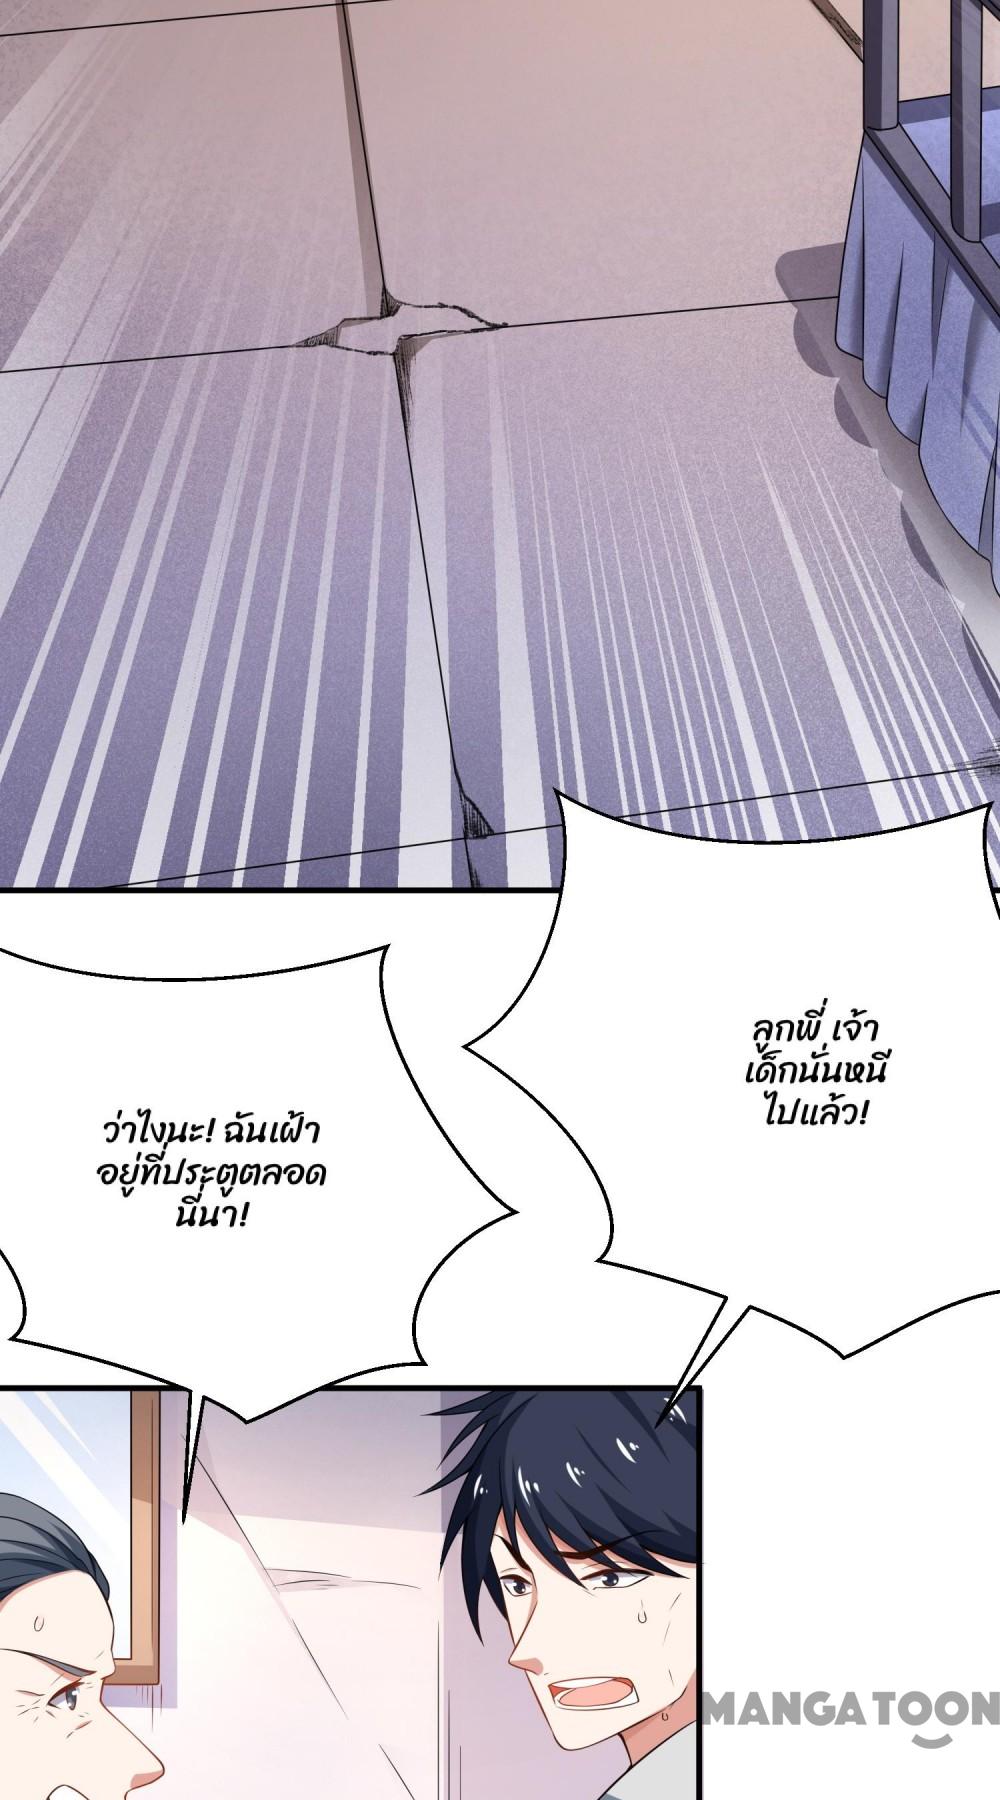 ลูกพี่ เจ้า
เด็กนั่นหนี
ไปแล้ว!
ว่าไงนะ! ฉันเฝ้า
อยู่ที่ประตูตลอด
นี่นา!
MANGATOON